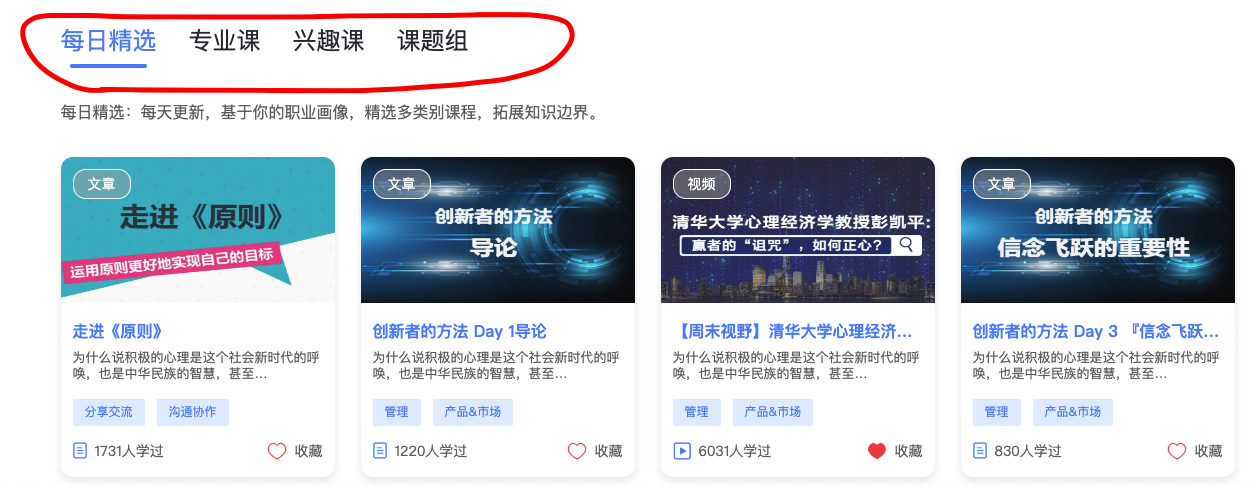 每日精选 专业课 兴趣课 课题组
每日精选：每天更新，基于你的职业画像，精选多类别课程，拓展知识边界。
文章
走进《原则》
运用原则更好地实现自己的目标
走进《原则》
为什么说积极的心理是这个社会新时代的呼
唤，也是中华民族的智慧，甚至...
分享交流 沟通协作
1731人学过 收藏
文章
创新者的方法
导论
创新者的方法 Day 1导论
为什么说积极的心理是这个社会新时代的呼
唤，也是中华民族的智慧，甚至...
管理 产品&市场
1220人学过 收藏
视频
清华大学心理经济学教授彭凯平:
赢者的“诅咒”，如何正心？
【周末视野】清华大学心理经济...
为什么说积极的心理是这个社会新时代的呼
唤，也是中华民族的智慧，甚至...
管理 产品&市场
6031人学过 收藏
文章
创新者的方法
信念飞跃的重要性
创新者的方法 Day 3 『信念飞跃...
为什么说积极的心理是这个社会新时代的呼
唤，也是中华民族的智慧，甚至...
管理 产品&市场
830人学过 收藏